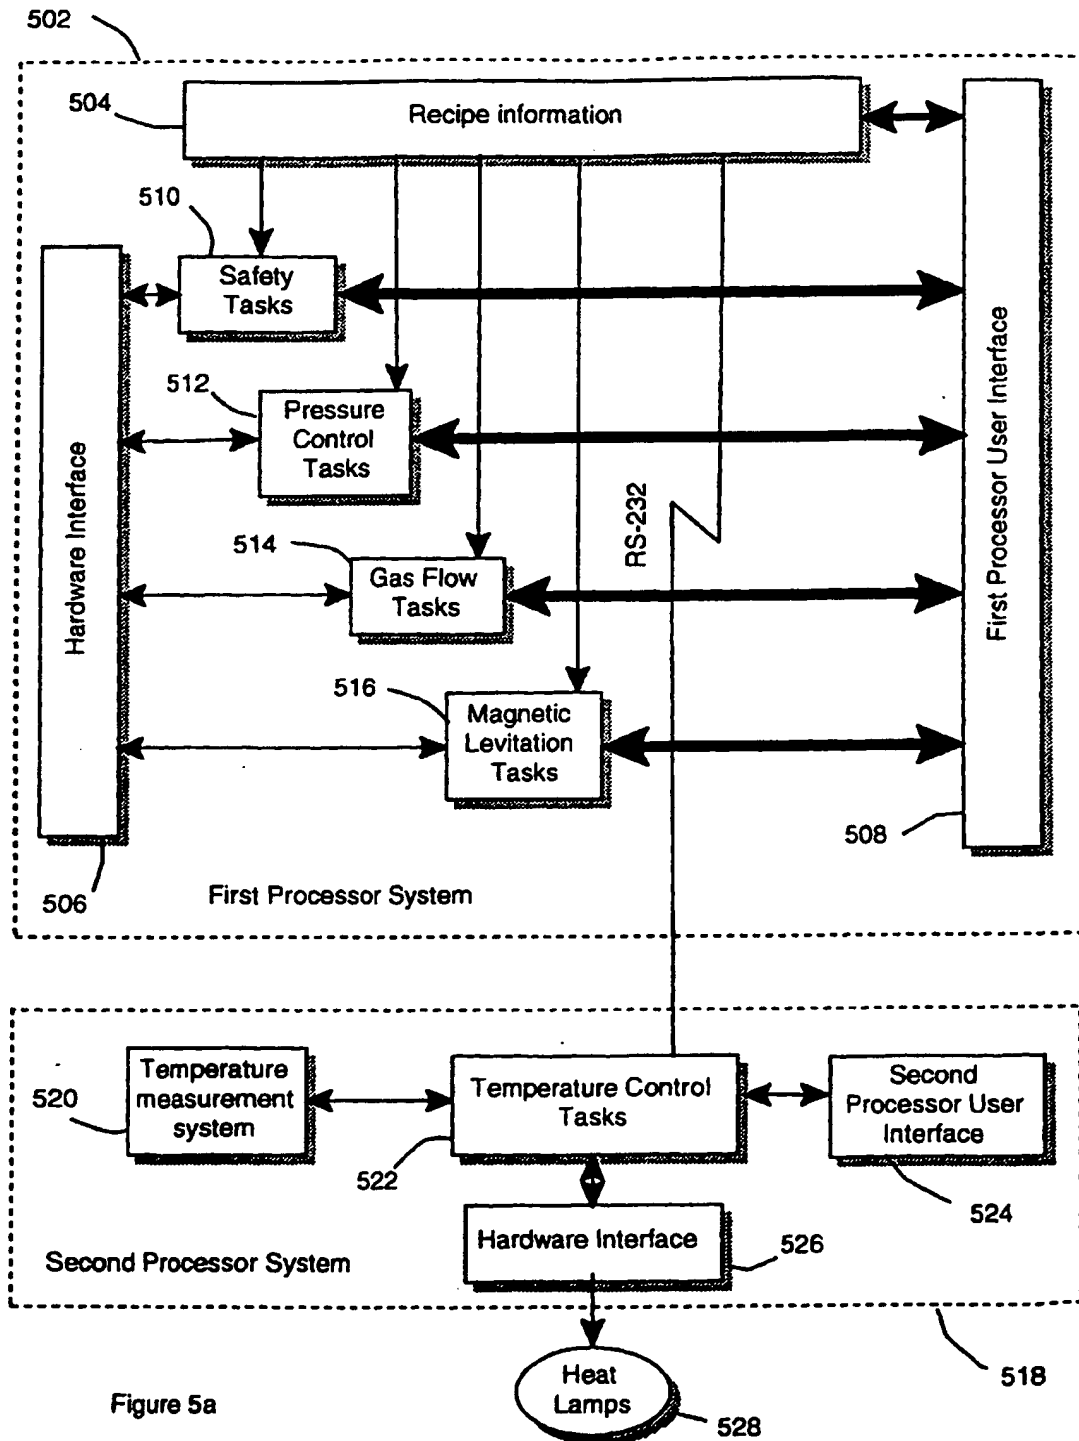 502
504
Recipe information
510
Safety
Tasks
512
Pressure
Control
Tasks
Hardware Interface
First Processor User Interface
RS-232
514
Gas Flow
Tasks
516
Magnetic
Levitation
Tasks
508
506
First Processor System
520
Temperature
measurement
system
Temperature Control
Tasks
Second
Processor User
Interface
522
524
Hardware Interface
526
Second Processor System
518
Heat
Lamps
528
Figure 5a